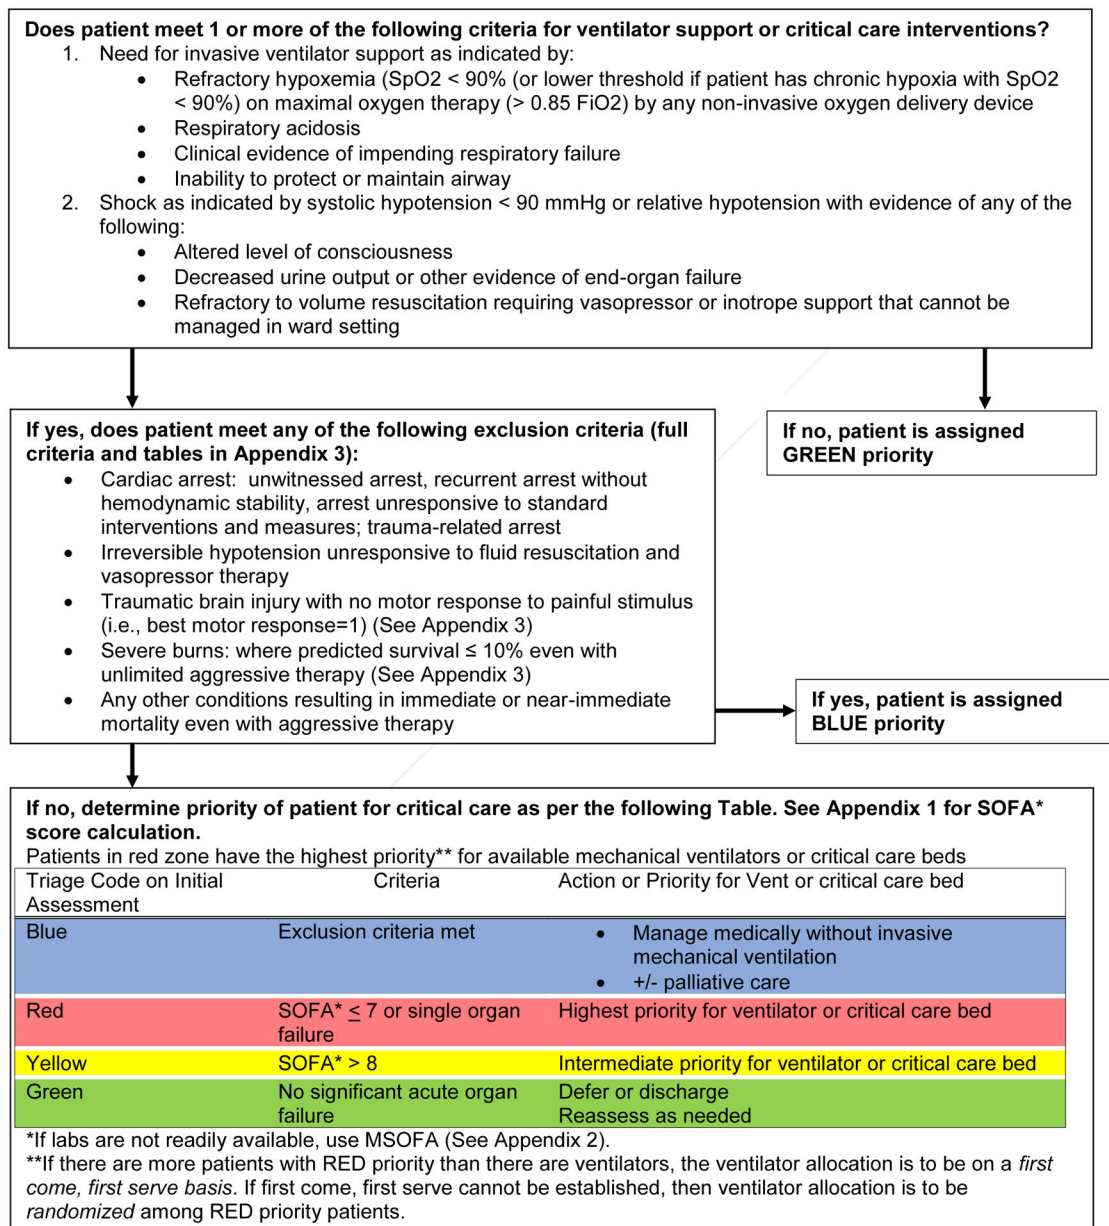 Does patient meet 1 or more of the following criteria for ventilator support or critical care interventions?
1. Need for invasive ventilator support as indicated by:
• Refractory hypoxemia (SpO2 < 90% (or lower threshold if patient has chronic hypoxia with SpO2
< 90%) on maximal oxygen therapy (> 0.85 FiO2) by any non-invasive oxygen delivery device
• Respiratory acidosis
• Clinical evidence of impending respiratory failure
• Inability to protect or maintain airway
2. Shock as indicated by systolic hypotension < 90 mmHg or relative hypotension with evidence of any of the
following:
• Altered level of consciousness
• Decreased urine output or other evidence of end-organ failure
• Refractory to volume resuscitation requiring vasopressor or inotrope support that cannot be
managed in ward setting
If yes, does patient meet any of the following exclusion criteria (full
criteria and tables in Appendix 3):
• Cardiac arrest: unwitnessed arrest, recurrent arrest without
hemodynamic stability, arrest unresponsive to standard
interventions and measures; trauma-related arrest
• Irreversible hypotension unresponsive to fluid resuscitation and
vasopressor therapy
• Traumatic brain injury with no motor response to painful stimulus
(i.e., best motor response=1) (See Appendix 3)
• Severe burns: where predicted survival ≤ 10% even with
unlimited aggressive therapy (See Appendix 3)
• Any other conditions resulting in immediate or near-immediate
mortality even with aggressive therapy
If no, patient is assigned
GREEN priority
If yes, patient is assigned
BLUE priority
If no, determine priority of patient for critical care as per the following Table. See Appendix 1 for SOFA*
score calculation.
Patients in red zone have the highest priority** for available mechanical ventilators or critical care beds
Triage Code on Initial Criteria Action or Priority for Vent or critical care bed
Assessment
Blue Exclusion criteria met • Manage medically without invasive
mechanical ventilation
• +/- palliative care
Red SOFA* ≤ 7 or single organ Highest priority for ventilator or critical care bed
failure
Yellow SOFA* > 8 Intermediate priority for ventilator or critical care bed
Green No significant acute organ Defer or discharge
failure Reassess as needed
*If labs are not readily available, use MSOFA (See Appendix 2).
**If there are more patients with RED priority than there are ventilators, the ventilator allocation is to be on a first
come, first serve basis. If first come, first serve cannot be established, then ventilator allocation is to be
randomized among RED priority patients.